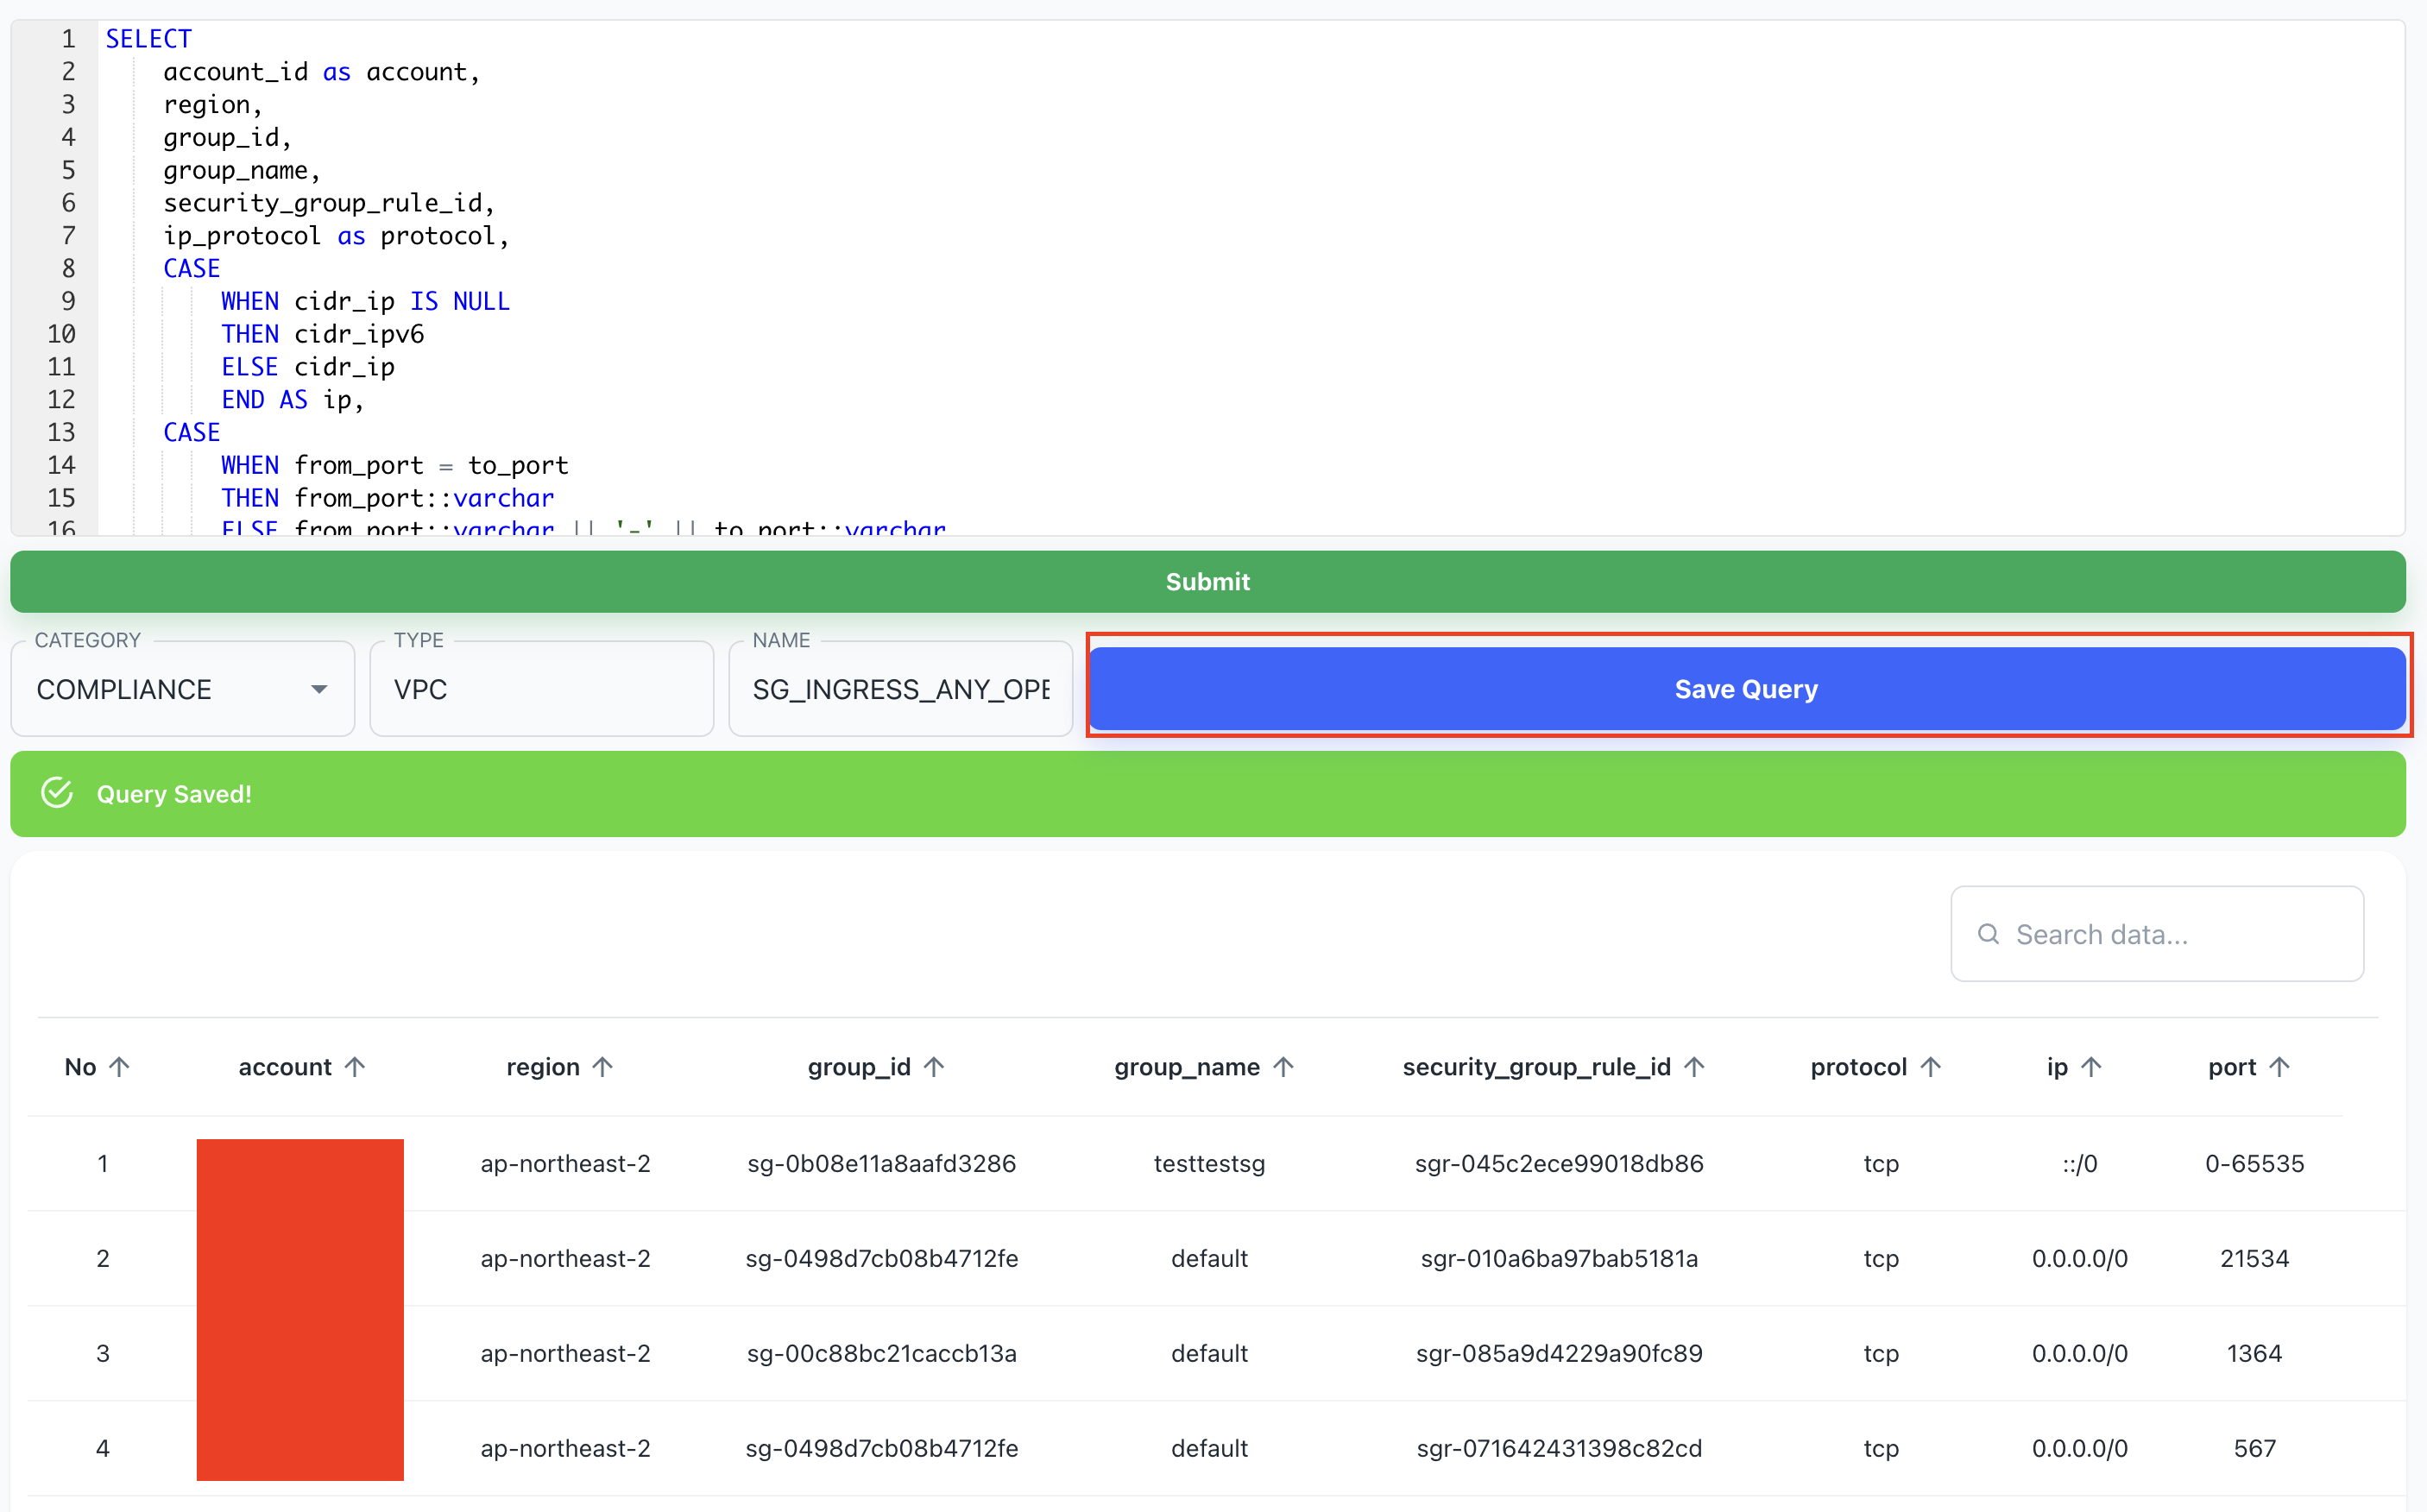 1 SELECT
2 account_id as account,
3 region,
4 group_id,
5 group_name,
6 security_group_rule_id,
7 ip_protocol as protocol,
8 CASE
9 WHEN cidr_ip IS NULL
10 THEN cidr_ipv6
11 ELSE cidr_ip
12 END AS ip,
13 CASE
14 WHEN from_port = to_port
15 THEN from_port::varchar
16 ELSE from_port::varchar || '-' || to_port::varchar
Submit
CATEGORY TYPE NAME
COMPLIANCE VPC SG_INGRESS_ANY_OPE Save Query
Query Saved!
Search data...
No account region group_id group_name security_group_rule_id protocol ip port
1 ap-northeast-2 sg-0b08e11a8aafd3286 testtestsg sgr-045c2ece99018db86 tcp ::/0 0-65535
2 ap-northeast-2 sg-0498d7cb08b4712fe default sgr-010a6ba97bab5181a tcp 0.0.0.0/0 21534
3 ap-northeast-2 sg-00c88bc21caccb13a default sgr-085a9d4229a90fc89 tcp 0.0.0.0/0 1364
4 ap-northeast-2 sg-0498d7cb08b4712fe default sgr-071642431398c82cd tcp 0.0.0.0/0 567